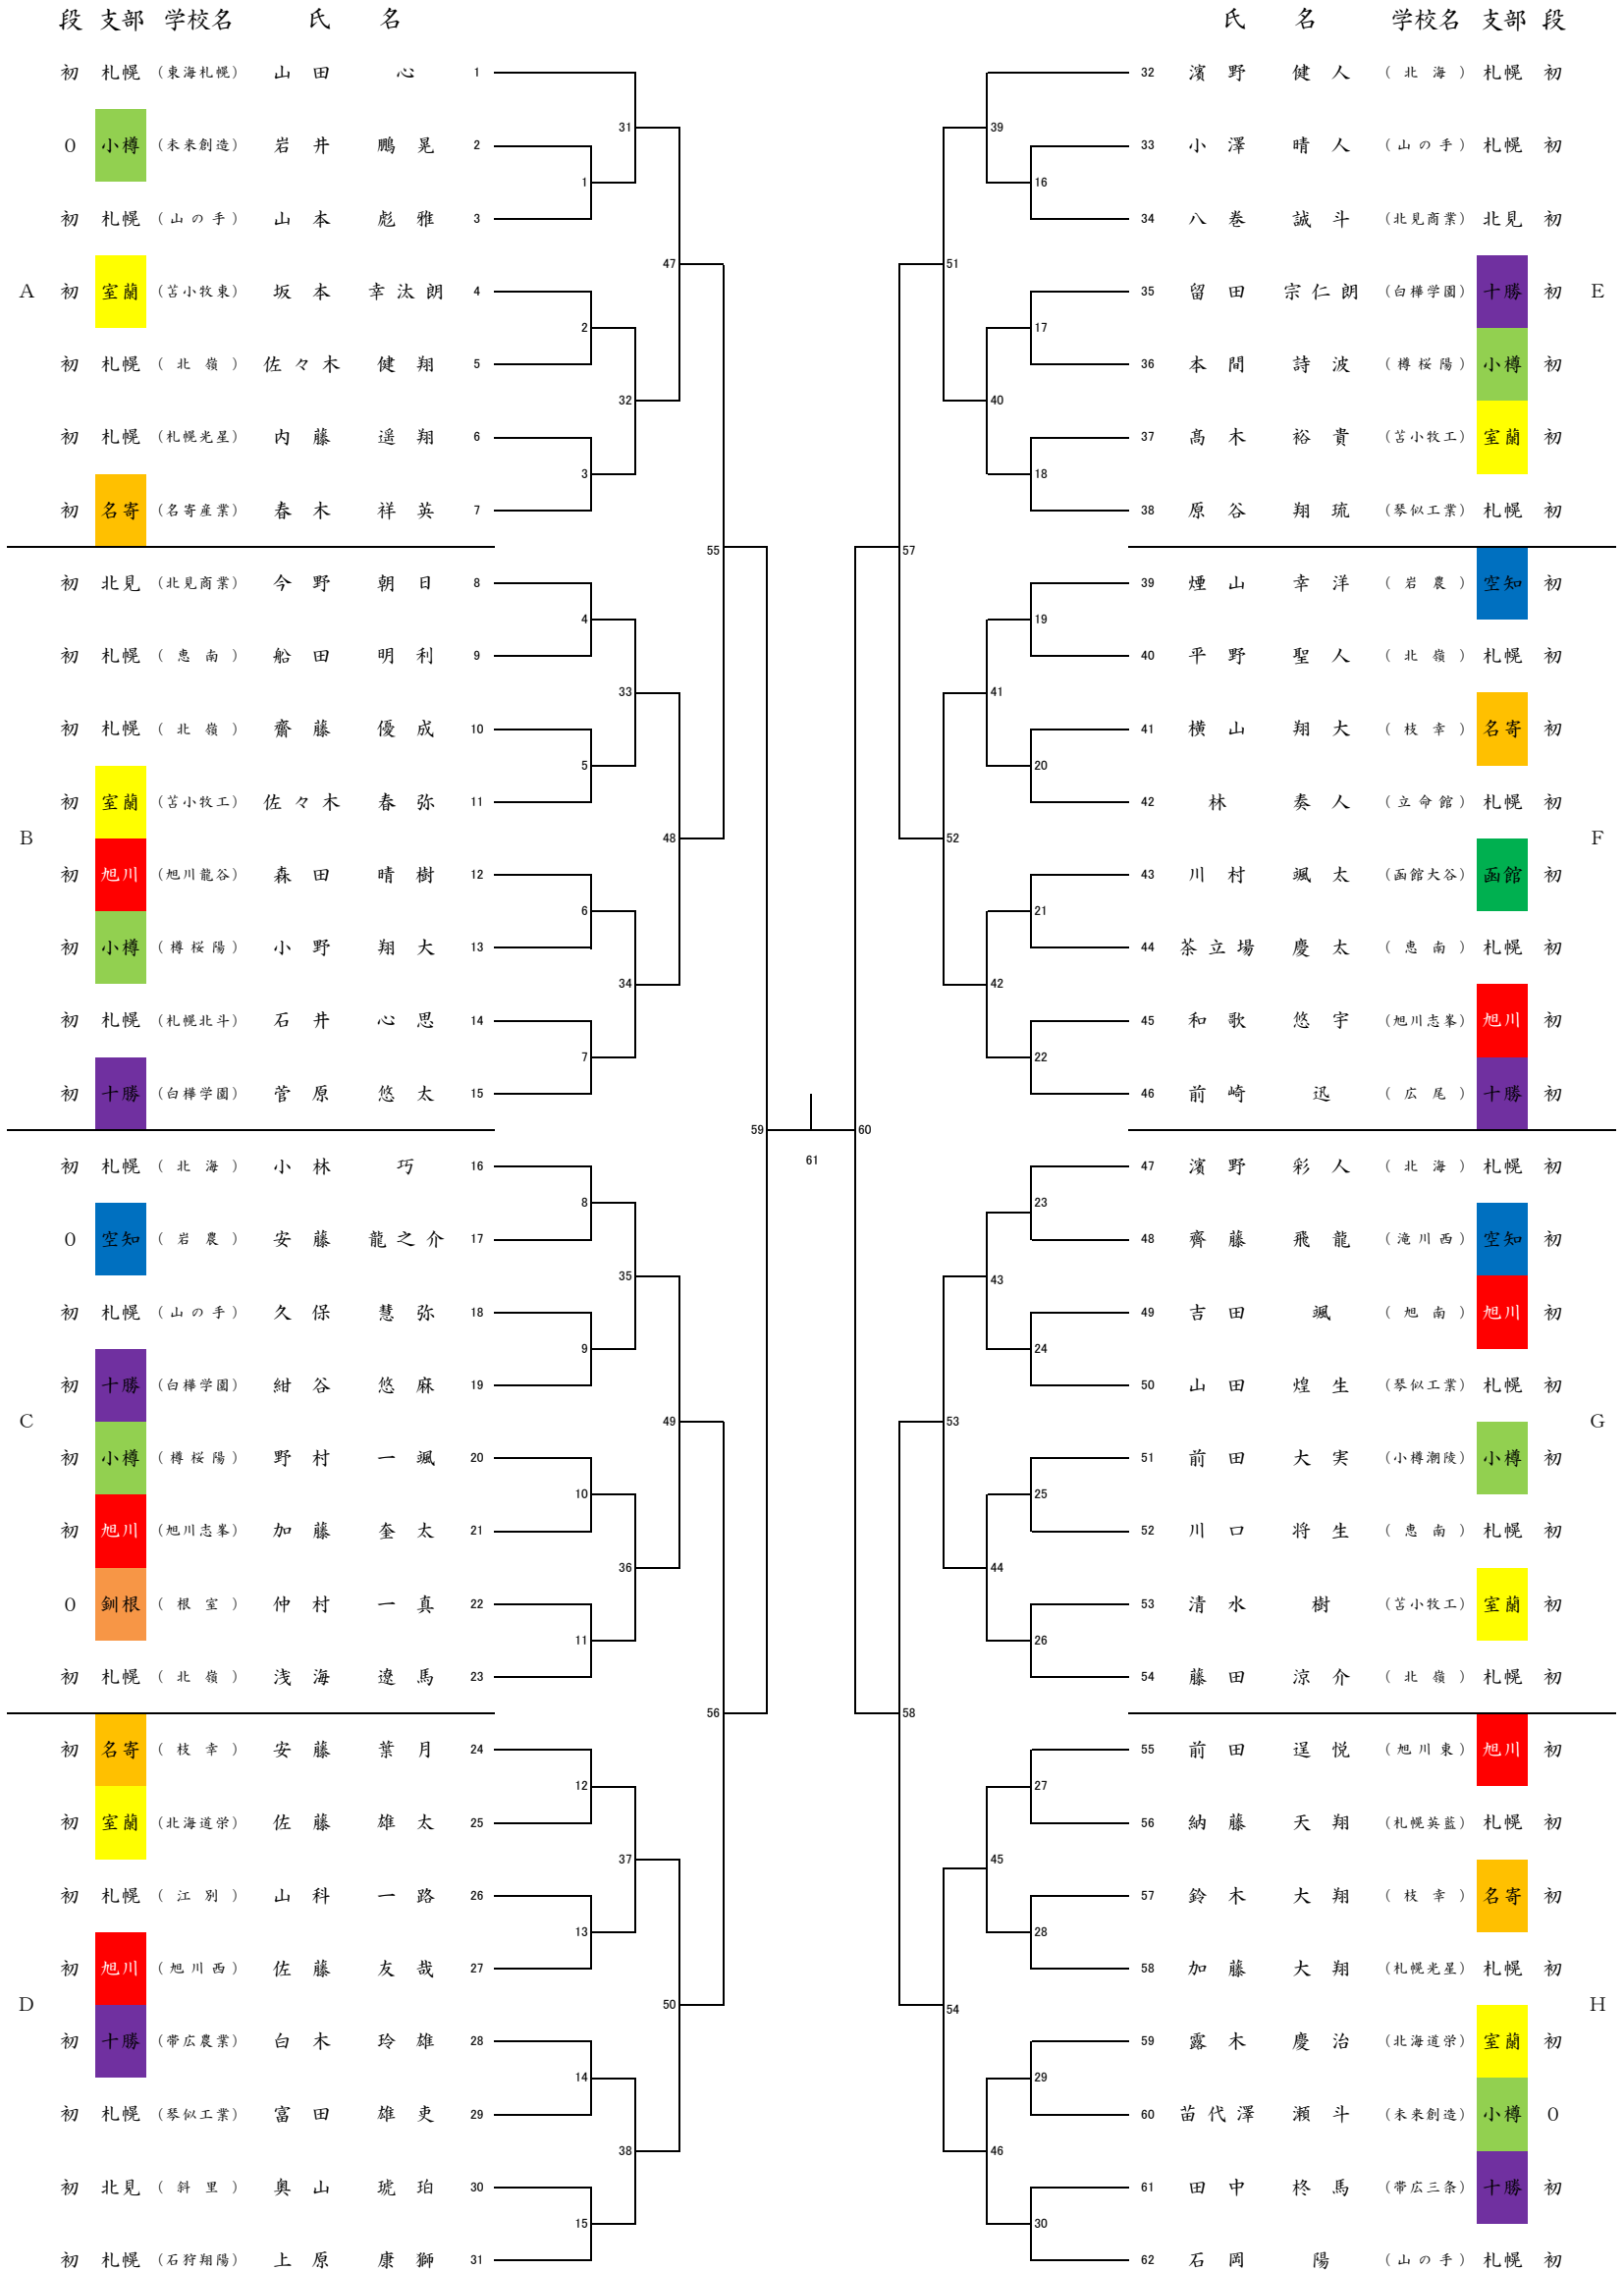 段 支部 学校名 氏 名
初 札幌 (東海札幌) 山田 心 1
0 小樽 (未来創造) 岩井 鵬晃 2
初 札幌 (山の手) 山本 彪雅 3
A 初 室蘭 (苫小牧東) 坂本 幸汰朗 4
初 札幌 (北嶺) 佐々木 健翔 5
初 札幌 (札幌光星) 内藤 遥翔 6
初 名寄 (名寄産業) 春木 祥英 7
初 北見 (北見商業) 今野 朝日 8
初 札幌 (恵南) 船田 明利 9
初 札幌 (北嶺) 齋藤 優成 10
初 室蘭 (苫小牧工) 佐々木 春弥 11
B
初 旭川 (旭川龍谷) 森田 晴樹 12
初 小樽 (樽桜陽) 小野 翔大 13
初 札幌 (札幌北斗) 石井 心思 14
初 十勝 (白樺学園) 菅原 悠太 15
初 札幌 (北海) 小林 巧 16
0 空知 (岩農) 安藤 龍之介 17
初 札幌 (山の手) 久保 慧弥 18
初 十勝 (白樺学園) 紺谷 悠麻 19
C
初 小樽 (樽桜陽) 野村 一颯 20
初 旭川 (旭川志峯) 加藤 奎太 21
0 釧根 (根室) 仲村 一真 22
初 札幌 (北嶺) 浅海 遼馬 23
初 名寄 (枝幸) 安藤 葉月 24
初 室蘭 (北海道栄) 佐藤 雄太 25
初 札幌 (江別) 山科 一路 26
初 旭川 (旭川西) 佐藤 友哉 27
D
初 十勝 (帯広農業) 白木 玲雄 28
初 札幌 (琴似工業) 富田 雄吏 29
初 北見 (斜里) 奥山 琥珀 30
初 札幌 (石狩翔陽) 上原 康獅 31
1
2
3
4
5
6
7
8
9
10
11
12
13
14
15
31
32
33
34
35
36
37
38
47
48
49
50
55
56
59
61
60
57
58
51
52
53
54
39
40
41
42
43
44
45
46
16
17
18
19
20
21
22
23
24
25
26
27
28
29
30
氏 名 学校名 支部 段
32 濱野 健人 (北海) 札幌 初
33 小澤 晴人 (山の手) 札幌 初
34 八巻 誠斗 (北見商業) 北見 初
35 留田 宗仁朗 (白樺学園) 十勝 初 E
36 本間 詩波 (樽桜陽) 小樽 初
37 髙木 裕貴 (苫小牧工) 室蘭 初
38 原谷 翔琉 (琴似工業) 札幌 初
39 煙山 幸洋 (岩農) 空知 初
40 平野 聖人 (北嶺) 札幌 初
41 横山 翔大 (枝幸) 名寄 初
42 林 奏人 (立命館) 札幌 初
F
43 川村 颯太 (函館大谷) 函館 初
44 茶立場 慶太 (恵南) 札幌 初
45 和歌 悠宇 (旭川志峯) 旭川 初
46 前崎 迅 (広尾) 十勝 初
47 濱野 彩人 (北海) 札幌 初
48 齊藤 飛龍 (滝川西) 空知 初
49 吉田 颯 (旭南) 旭川 初
50 山田 煌生 (琴似工業) 札幌 初
G
51 前田 大実 (小樽潮陵) 小樽 初
52 川口 将生 (恵南) 札幌 初
53 清水 樹 (苫小牧工) 室蘭 初
54 藤田 涼介 (北嶺) 札幌 初
55 前田 逞悦 (旭川東) 旭川 初
56 納藤 天翔 (札幌英藍) 札幌 初
57 鈴木 大翔 (枝幸) 名寄 初
58 加藤 大翔 (札幌光星) 札幌 初
H
59 露木 慶治 (北海道栄) 室蘭 初
60 苗代澤 瀬斗 (未来創造) 小樽 0
61 田中 柊馬 (帯広三条) 十勝 初
62 石岡 陽 (山の手) 札幌 初